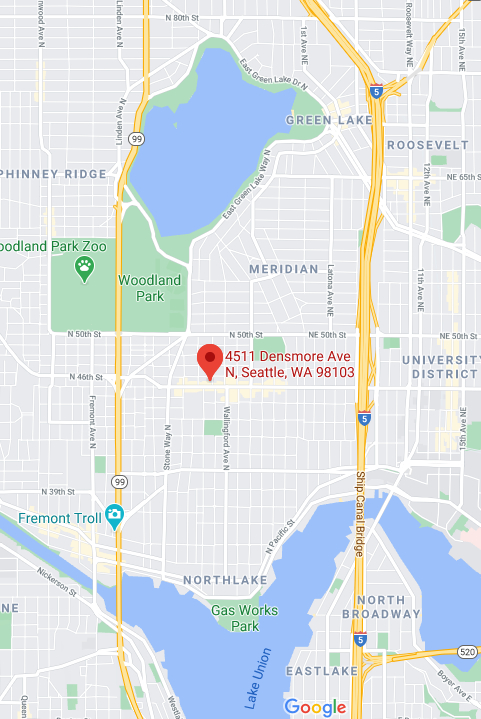 N 80th St
Linden Ave N
1st Ave NE
Roosevelt Way NE
15th Ave NE
East Green Lake Dr N
5
GREEN LAKE
99
ROOSEVELT
Linden Ave N
PHINNEY RIDGE
12th Ave NE
NE 65th St
East Green Lake Way N
Woodland Park Zoo
Woodland
Park
MERIDIAN
Latona Ave NE
11th Ave NE
N 50th St
N 50th St
NE 50th St
NE 50th St
4511 Densmore Ave
N, Seattle, WA 98103
UNIVERSITY
DISTRICT
N 46th St
Fremont Ave N
Stone Way N
Wallingford Ave N
5
15th Ave NE
99
N 39th St
Ship Canal Bridge
Fremont Troll
N Pacific St
Nickerson St
NORTHLAKE
Gas Works
Park
NORTH
BROADWAY
5
520
EASTLAKE
Boyer Ave E
Lake Union
Google